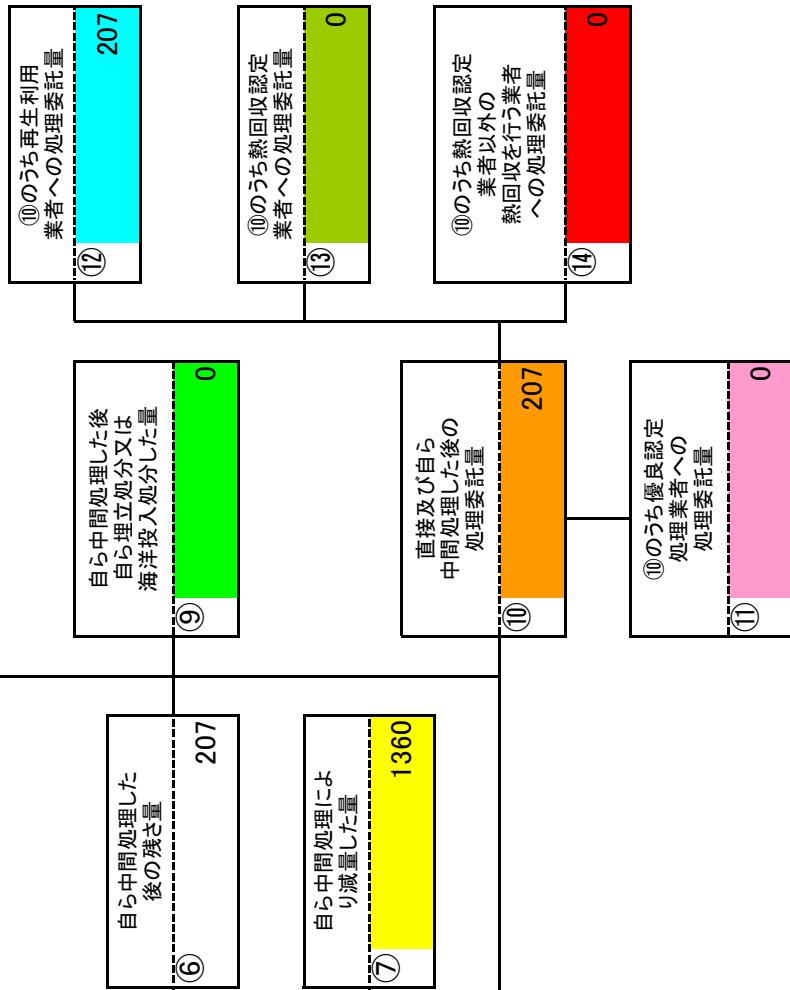 自ら中間処理した
後の残さ量
⑥
207
自ら中間処理によ
り減量した量
⑦
1360
自ら中間処理した後
自ら埋立処分又は
海洋投入処分した量
⑨
0
直接及び自ら
中間処理した後の
処理委託量
⑩
207
⑩のうち優良認定
処理業者への
処理委託量
⑪
0
⑩のうち再生利用
業者への処理委託量
⑫
207
⑩のうち熱回収認定
業者への処理委託量
⑬
0
⑩のうち熱回収認定
業者以外の
熱回収を行う業者
への処理委託量
⑭
0